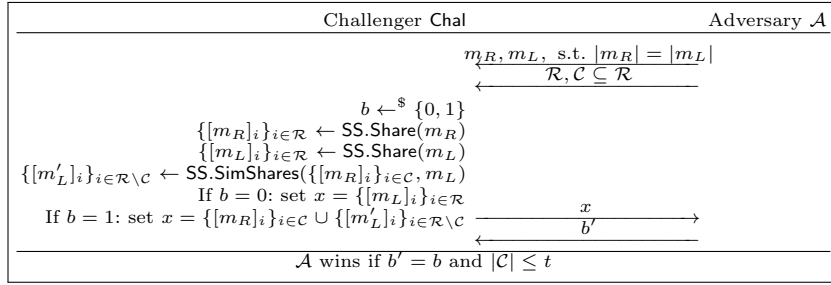 Challenger Chal Adversary 𝒜
m_R, m_L, s.t. |m_R| = |m_L|
ℛ, 𝒞 ⊆ ℛ
b ←$ {0, 1}
{[m_R]_i}_{i∈ℛ} ← SS.Share(m_R)
{[m_L]_i}_{i∈ℛ} ← SS.Share(m_L)
{[m′_L]_i}_{i∈ℛ\𝒞} ← SS.SimShares({[m_R]_i}_{i∈𝒞}, m_L)
If b = 0: set x = {[m_L]_i}_{i∈ℛ}
If b = 1: set x = {[m_R]_i}_{i∈𝒞} ∪ {[m′_L]_i}_{i∈ℛ\𝒞} x
b′
𝒜 wins if b′ = b and |𝒞| ≤ t